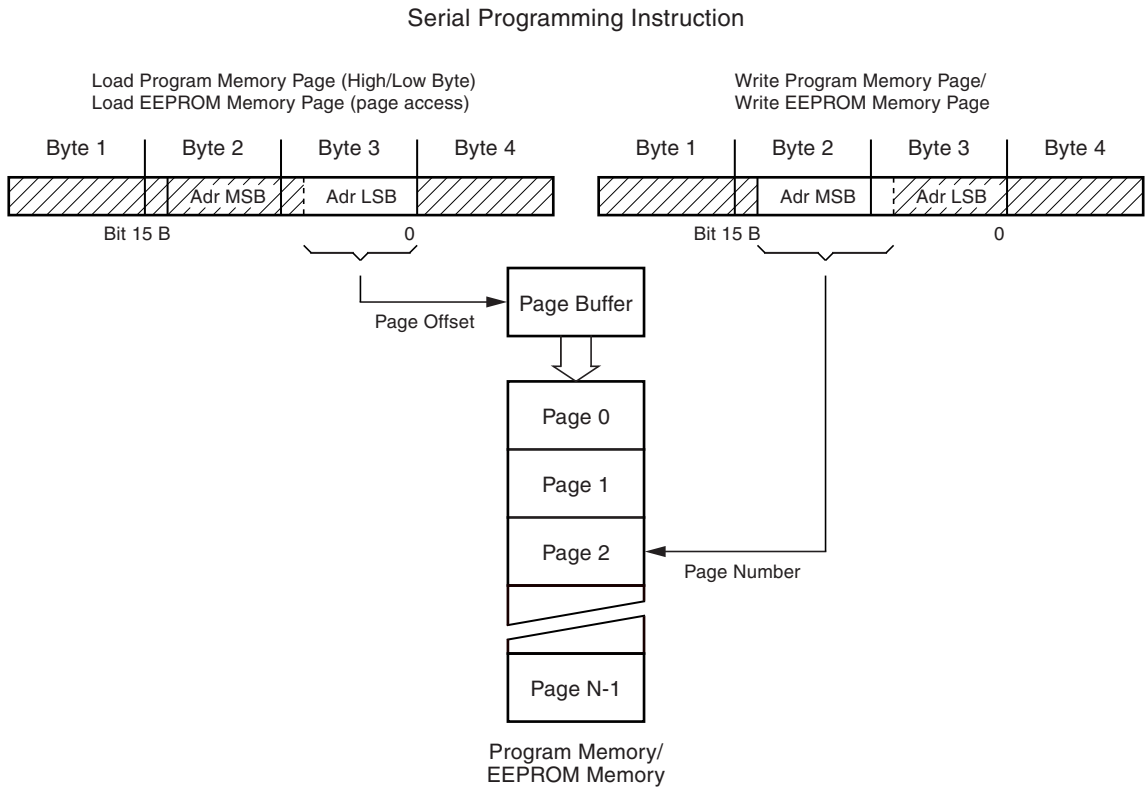 Serial Programming Instruction
Load Program Memory Page (High/Low Byte)
Load EEPROM Memory Page (page access)
Write Program Memory Page/
Write EEPROM Memory Page
Byte 1
Byte 2
Byte 3
Byte 4
Byte 1
Byte 2
Byte 3
Byte 4
Adr MSB
Adr LSB
Adr MSB
Adr LSB
Bit 15 B
0
Bit 15 B
0
Page Buffer
Page Offset
Page 0
Page 1
Page 2
Page Number
Page N-1
Program Memory/
EEPROM Memory